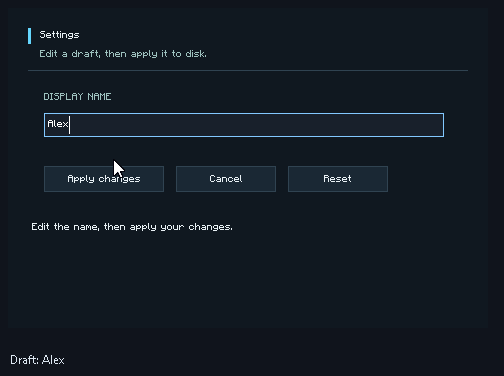 Settings
Edit a draft, then apply it to disk.
DISPLAY NAME
Alex
Apply changes
Cancel
Reset
Edit the name, then apply your changes.
Draft: Alex